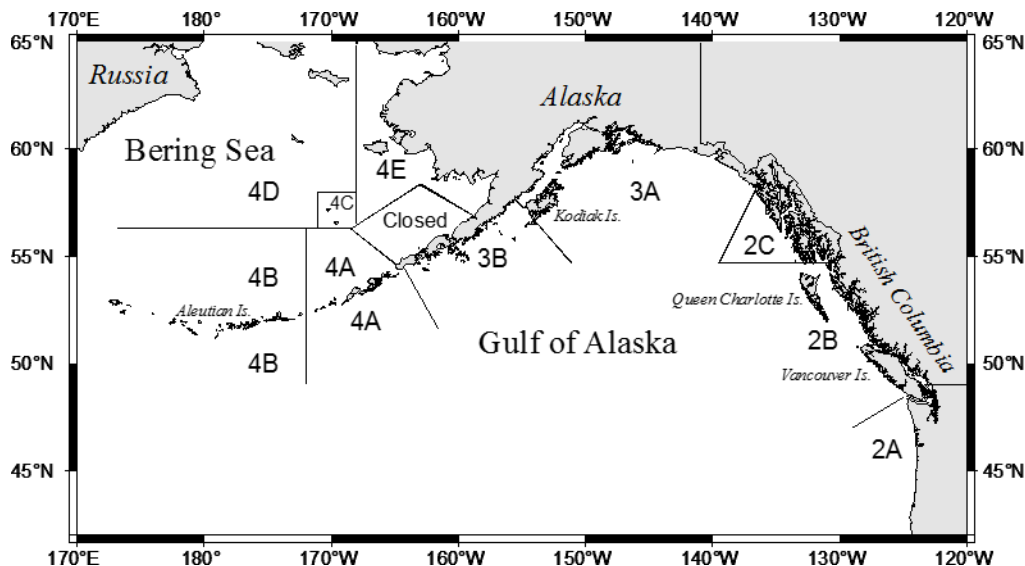 170°E 180° 170°W 160°W 150°W 140°W 130°W 120°W
65°N 65°N
Russia
Alaska
Bering Sea
60°N 60°N
4E
4D
3A
4C
Closed
Kodiak Is.
2C
British Columbia
3B
55°N 55°N
4A
4B
Queen Charlotte Is.
Aleutian Is.
4A
Gulf of Alaska
2B
50°N 50°N
4B
Vancouver Is.
2A
45°N 45°N
170°E 180° 170°W 160°W 150°W 140°W 130°W 120°W